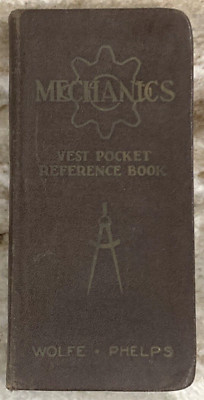 MECHANICS
VEST POCKET
REFERENCE BOOK
WOLFE • PHELPS